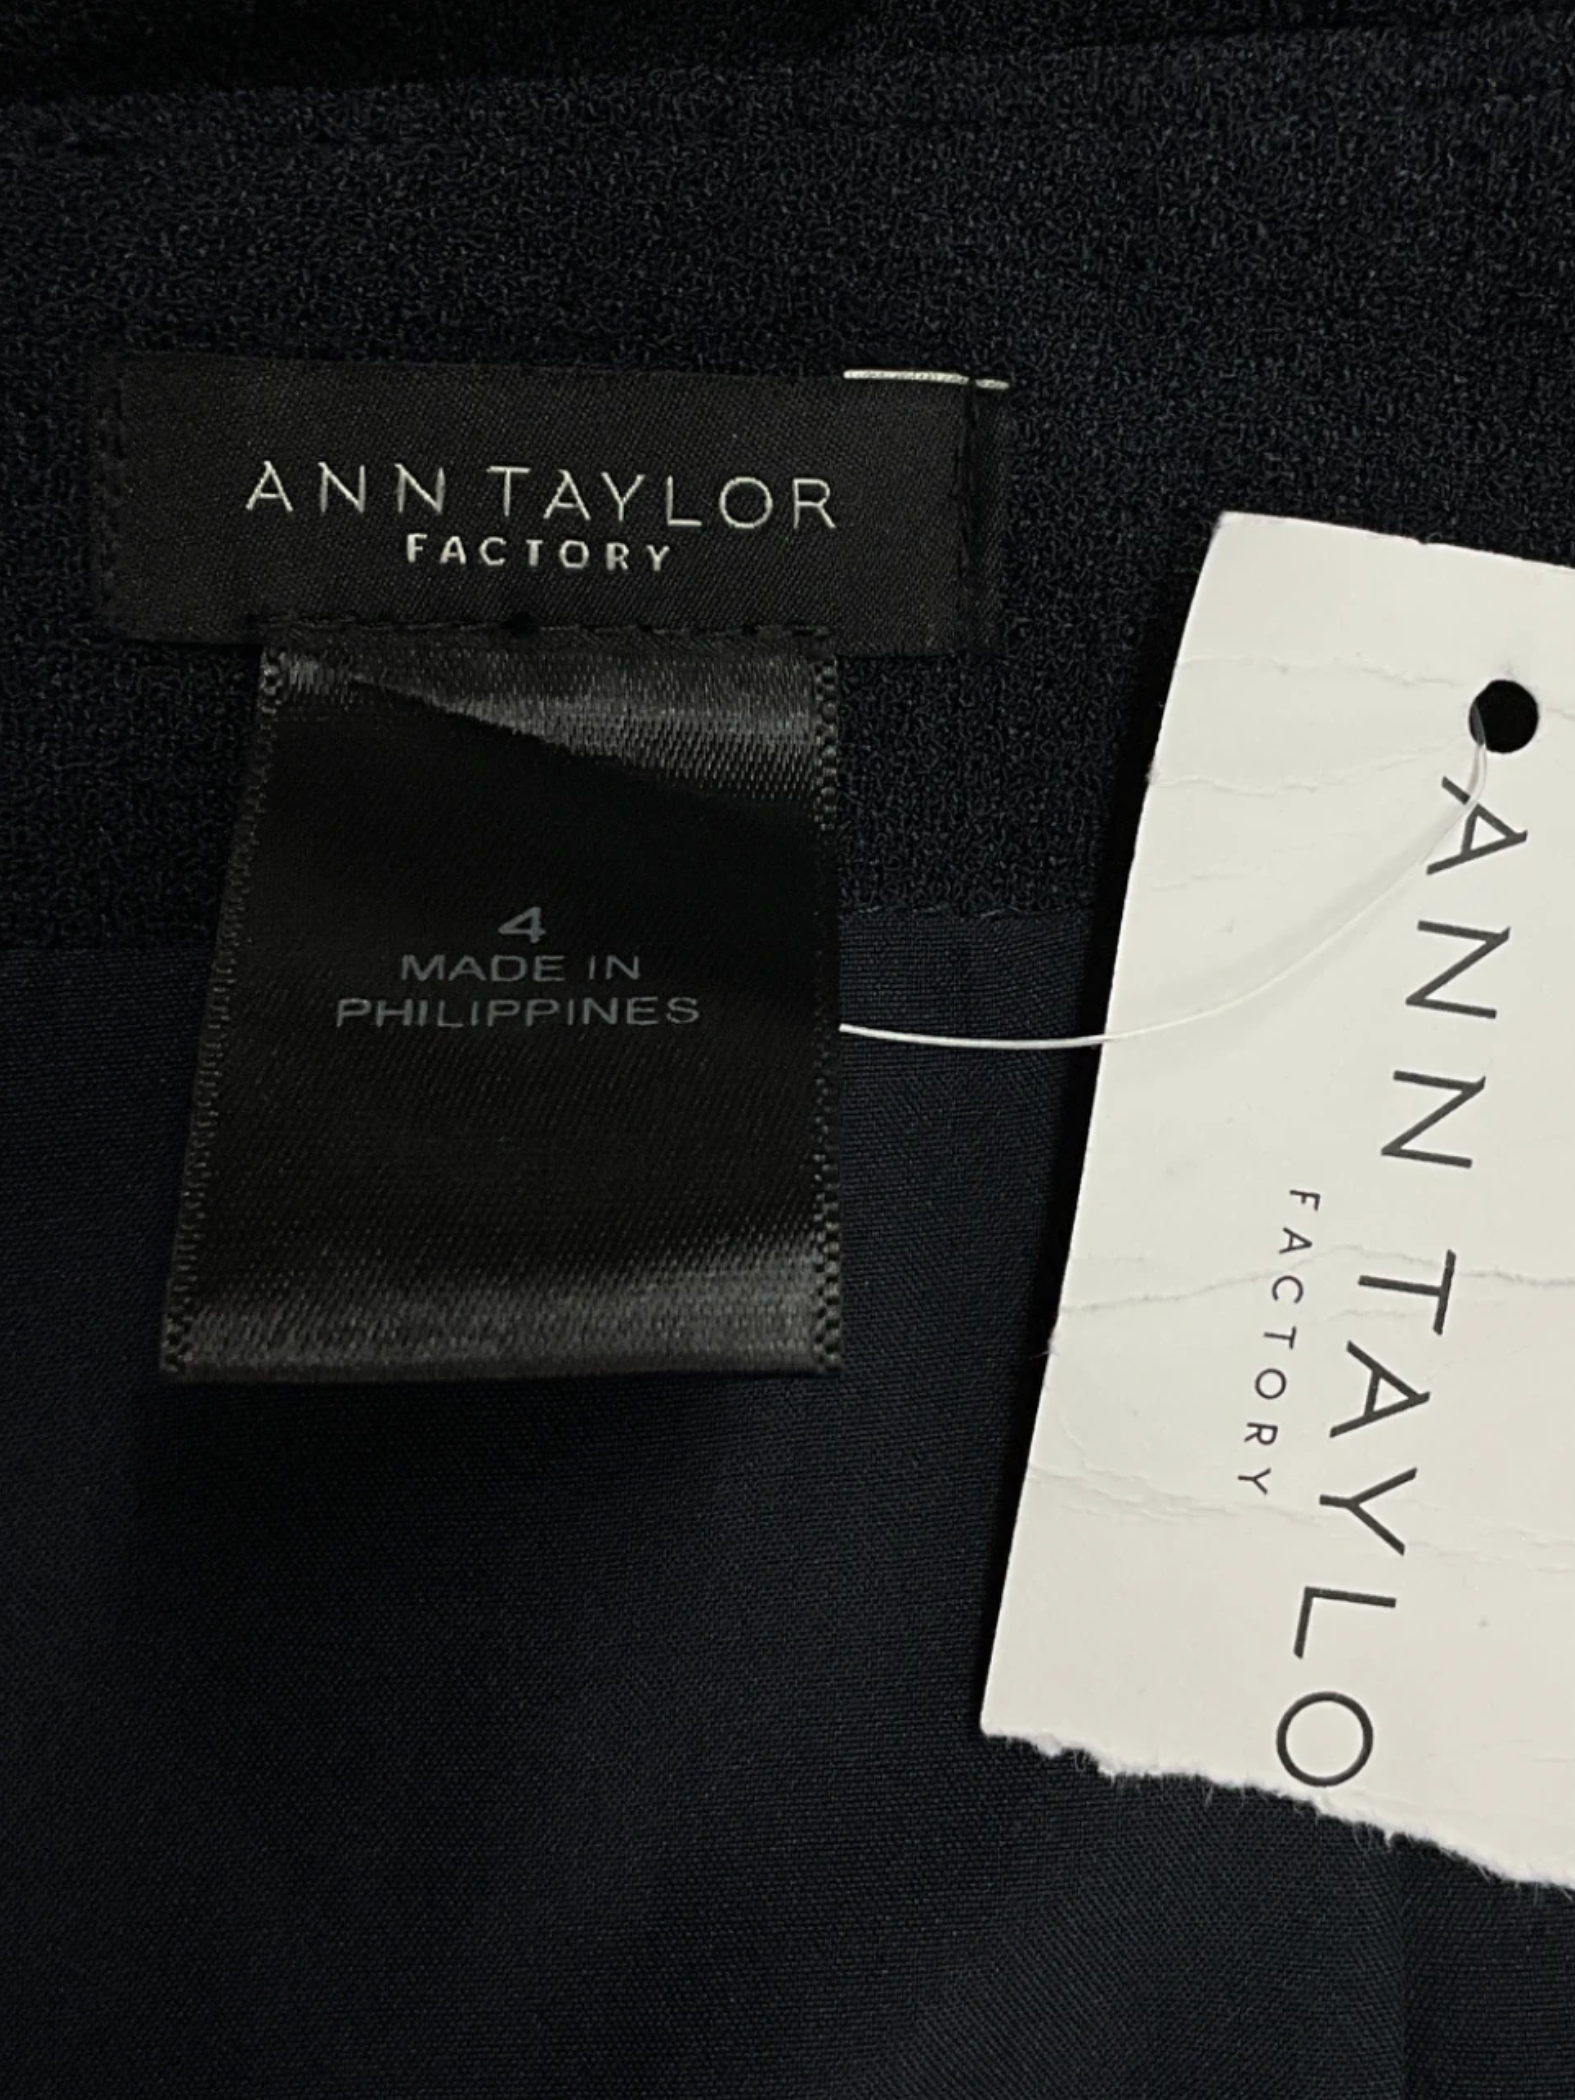 ANN TAYLOR
FACTORY
4
MADE IN
PHILIPPINES
ANN TAYLO
FACTORY